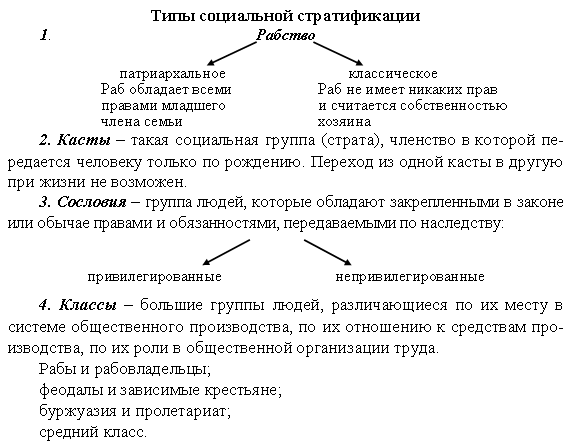 Типы социальной стратификации
1. Рабство
патриархальное классическое
Раб обладает всеми Раб не имеет никаких прав
правами младшего и считается собственностью
члена семьи хозяина
2. Касты – такая социальная группа (страта), членство в которой пе-
редается человеку только по рождению. Переход из одной касты в другую
при жизни не возможен.
3. Сословия – группа людей, которые обладают закрепленными в законе
или обычае правами и обязанностями, передаваемыми по наследству:
привилегированные непривилегированные
4. Классы – большие группы людей, различающиеся по их месту в
системе общественного производства, по их отношению к средствам про-
изводства, по их роли в общественной организации труда.
Рабы и рабовладельцы;
феодалы и зависимые крестьяне;
буржуазия и пролетариат;
средний класс.